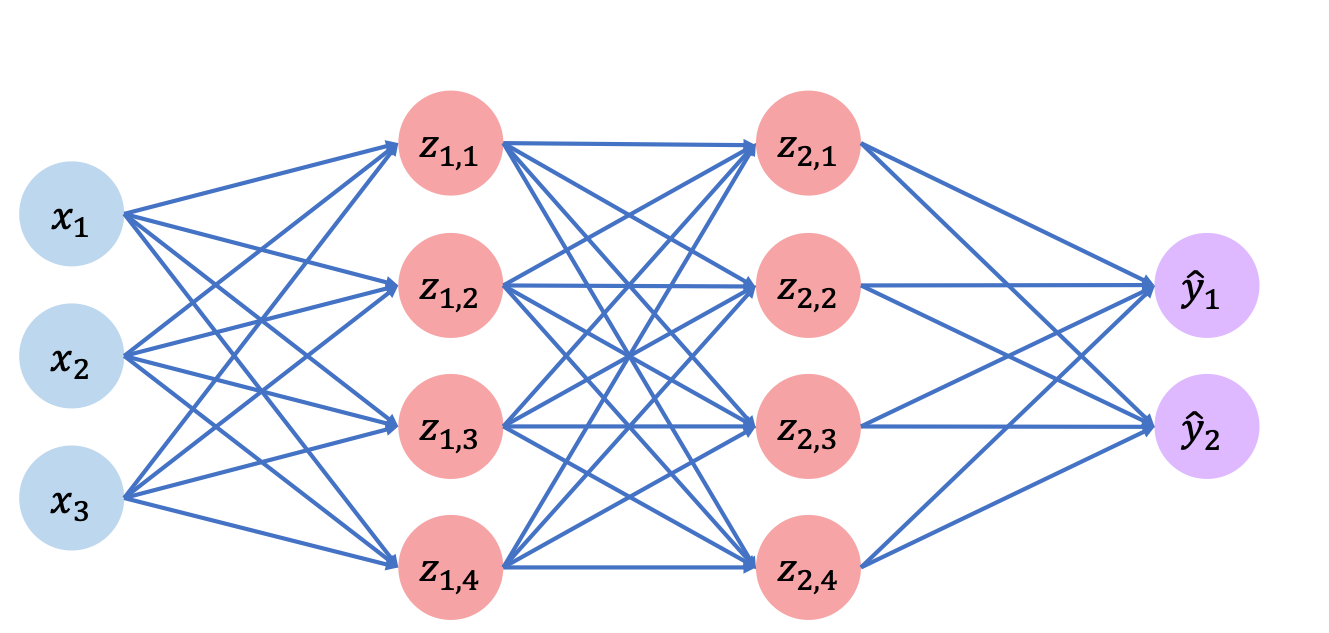 x₁
x₂
x₃
z₁,₁
z₁,₂
z₁,₃
z₁,₄
z₂,₁
z₂,₂
z₂,₃
z₂,₄
ŷ₁
ŷ₂